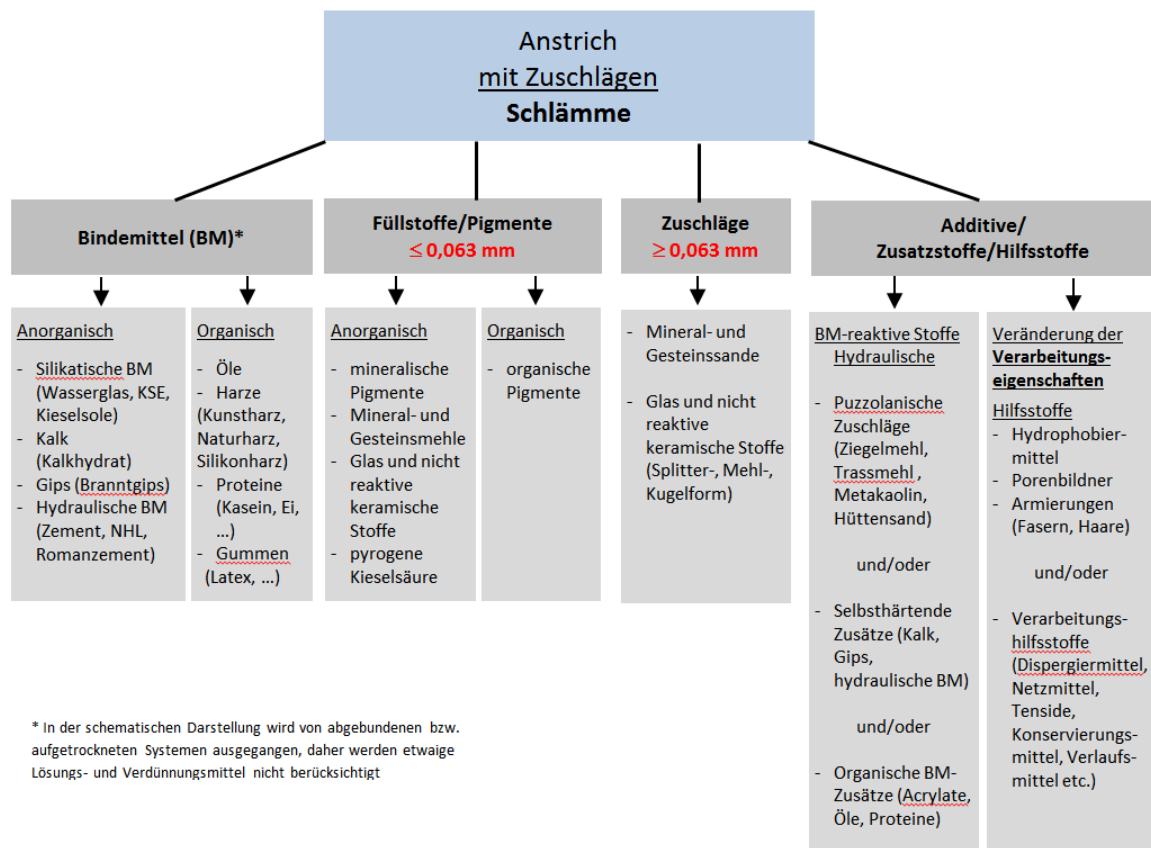 Anstrich
mit Zuschlägen
Schlämme
Bindemittel (BM)*
Anorganisch
- Silikatische BM
(Wasserglas, KSE,
Kieselsole)
- Kalk
(Kalkhydrat)
- Gips (Branntgips)
- Hydraulische BM
(Zement, NHL,
Romanzement)
Organisch
- Öle
- Harze
(Kunstharz,
Naturharz,
Silikonharz)
- Proteine
(Kasein, Ei,
...)
- Gummen
(Latex, ...)
Füllstoffe/Pigmente
≤ 0,063 mm
Anorganisch
- mineralische
Pigmente
- Mineral- und
Gesteinsmehle
- Glas und nicht
reaktive
keramische
Stoffe
- pyrogene
Kieselsäure
Organisch
- organische
Pigmente
Zuschläge
≥ 0,063 mm
- Mineral- und
Gesteinssande
- Glas und nicht
reaktive
keramische Stoffe
(Splitter-, Mehl-,
Kugelform)
Additive/
Zusatzstoffe/Hilfsstoffe
BM-reaktive Stoffe
Hydraulische
- Puzzolanische
Zuschläge
(Ziegelmehl,
Trassmehl ,
Metakaolin,
Hüttensand)
und/oder
- Selbsthärtende
Zusätze (Kalk,
Gips,
hydraulische BM)
und/oder
- Organische BM-
Zusätze (Acrylate,
Öle, Proteine)
Veränderung der
Verarbeitungs-
eigenschaften
Hilfsstoffe
- Hydrophobier-
mittel
- Porenbildner
- Armierungen
(Fasern, Haare)
und/oder
- Verarbeitungs-
hilfsstoffe
(Dispergiermittel,
Netzmittel,
Tenside,
Konservierungs-
mittel, Verlaufs-
mittel etc.)
* In der schematischen Darstellung wird von abgebundenen bzw.
aufgetrockneten Systemen ausgegangen, daher werden etwaige
Lösungs- und Verdünnungsmittel nicht berücksichtigt